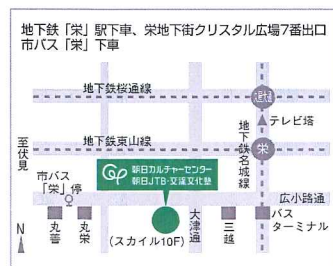 地下鉄「栄」駅下車、栄地下街クリスタル広場7番出口
市バス「栄」下車
地下鉄桜通線
テレビ塔
地下鉄東山線
栄
地下鉄名城線
至伏見
朝日カルチャーセンター
朝日JTB・交流文化塾
市バス
「栄」停
広小路通
丸善
丸栄
(スカイル10F)
大津通
三越
バス
ターミナル
N